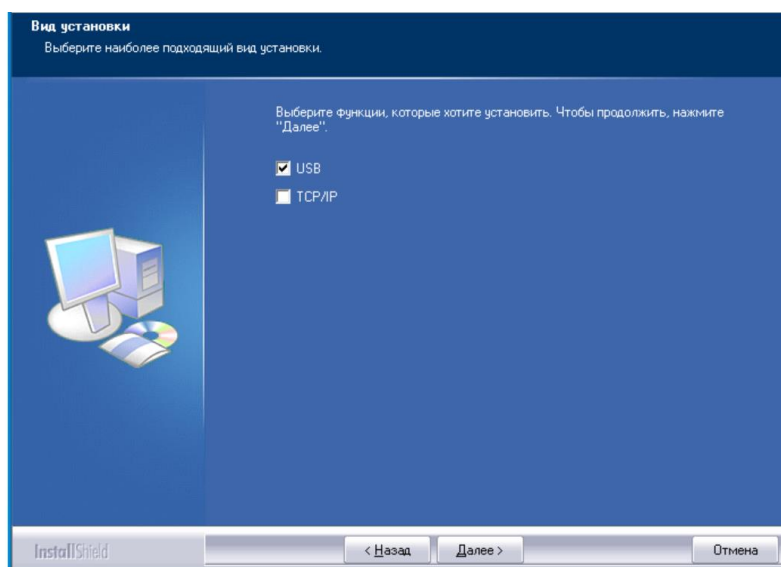 Вид установки
Выберите наиболее подходящий вид установки.
Выберите функции, которые хотите установить. Чтобы продолжить, нажмите
"Далее".
USB
TCP/IP
InstallShield
< Назад
Далее >
Отмена